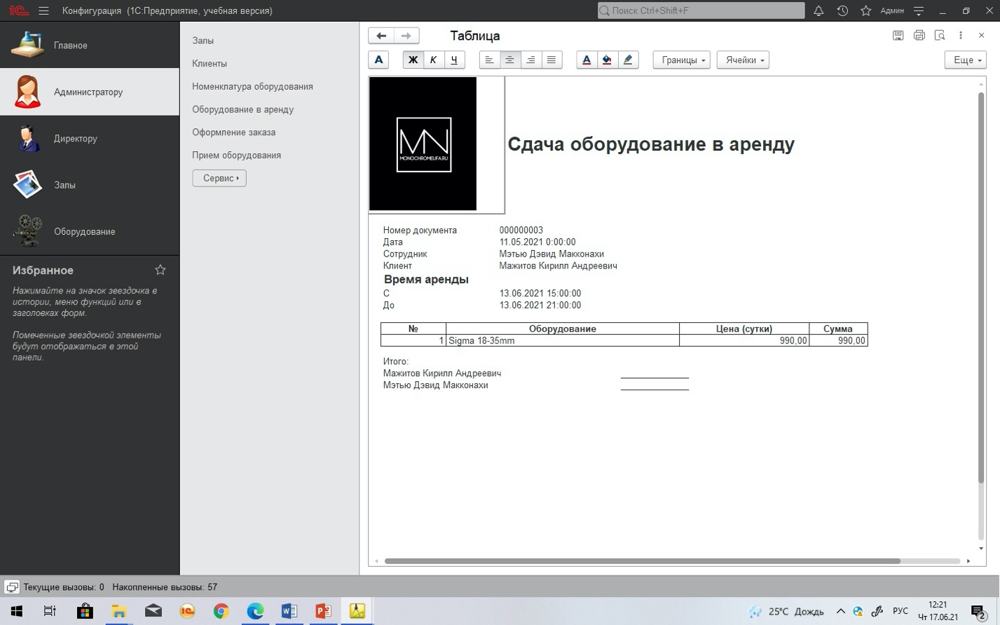 1С Конфигурация (1С:Предприятие, учебная версия) Поиск Ctrl+Shift+F Админ
Главное
Администратору
Директору
Залы
Оборудование
Избранное
Нажимайте на значок звездочка в
истории, меню функций или в
заголовках форм.
Помеченные звездочкой элементы
будут отображаться в этой
панели.
Залы
Клиенты
Номенклатура оборудования
Оборудование в аренду
Оформление заказа
Прием оборудования
Сервис
Таблица
А Ж К Ч А Границы Ячейки Еще
MN
MONOCHROMEUFA.RU
Сдача оборудование в аренду
Номер документа 000000003
Дата 11.05.2021 0:00:00
Сотрудник Мэтью Дэвид Макконахи
Клиент Мажитов Кирилл Андреевич
Время аренды
С 13.06.2021 15:00:00
До 13.06.2021 21:00:00
№ Оборудование Цена (сутки) Сумма
1 Sigma 18-35mm 990,00 990,00
Итого:
Мажитов Кирилл Андреевич
Мэтью Дэвид Макконахи
Текущие вызовы: 0 Накопленные вызовы: 57
25°C Дождь РУС 12:21
Чт 17.06.21 2